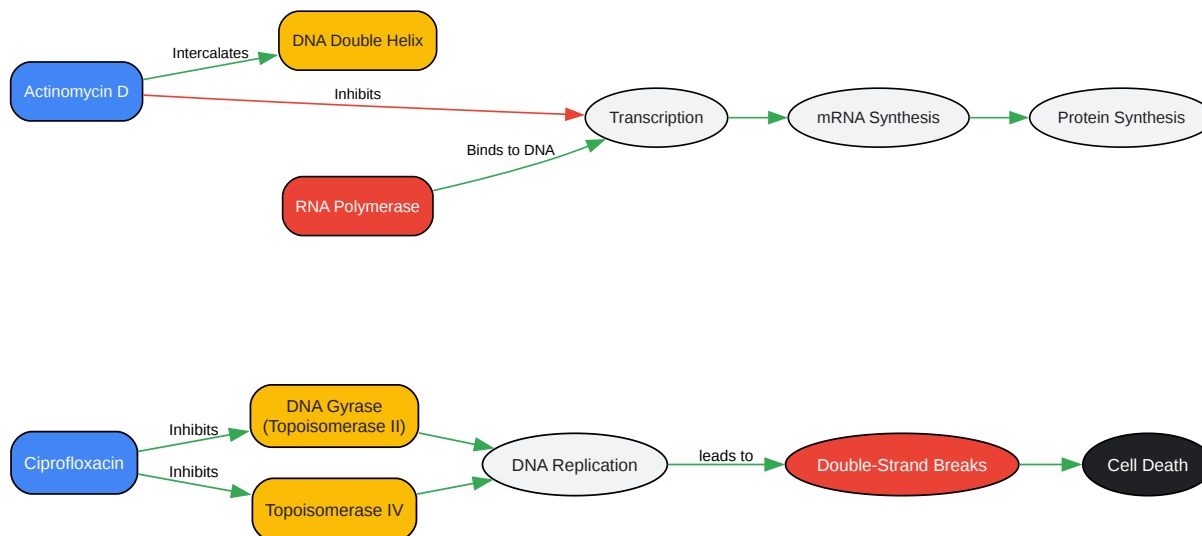 DNA Double Helix
Intercalates
Actinomycin D
Inhibits
Transcription
mRNA Synthesis
Protein Synthesis
Binds to DNA
RNA Polymerase
DNA Gyrase
(Topoisomerase II)
Inhibits
Ciprofloxacin
Inhibits
Topoisomerase IV
DNA Replication
leads to
Double-Strand Breaks
Cell Death